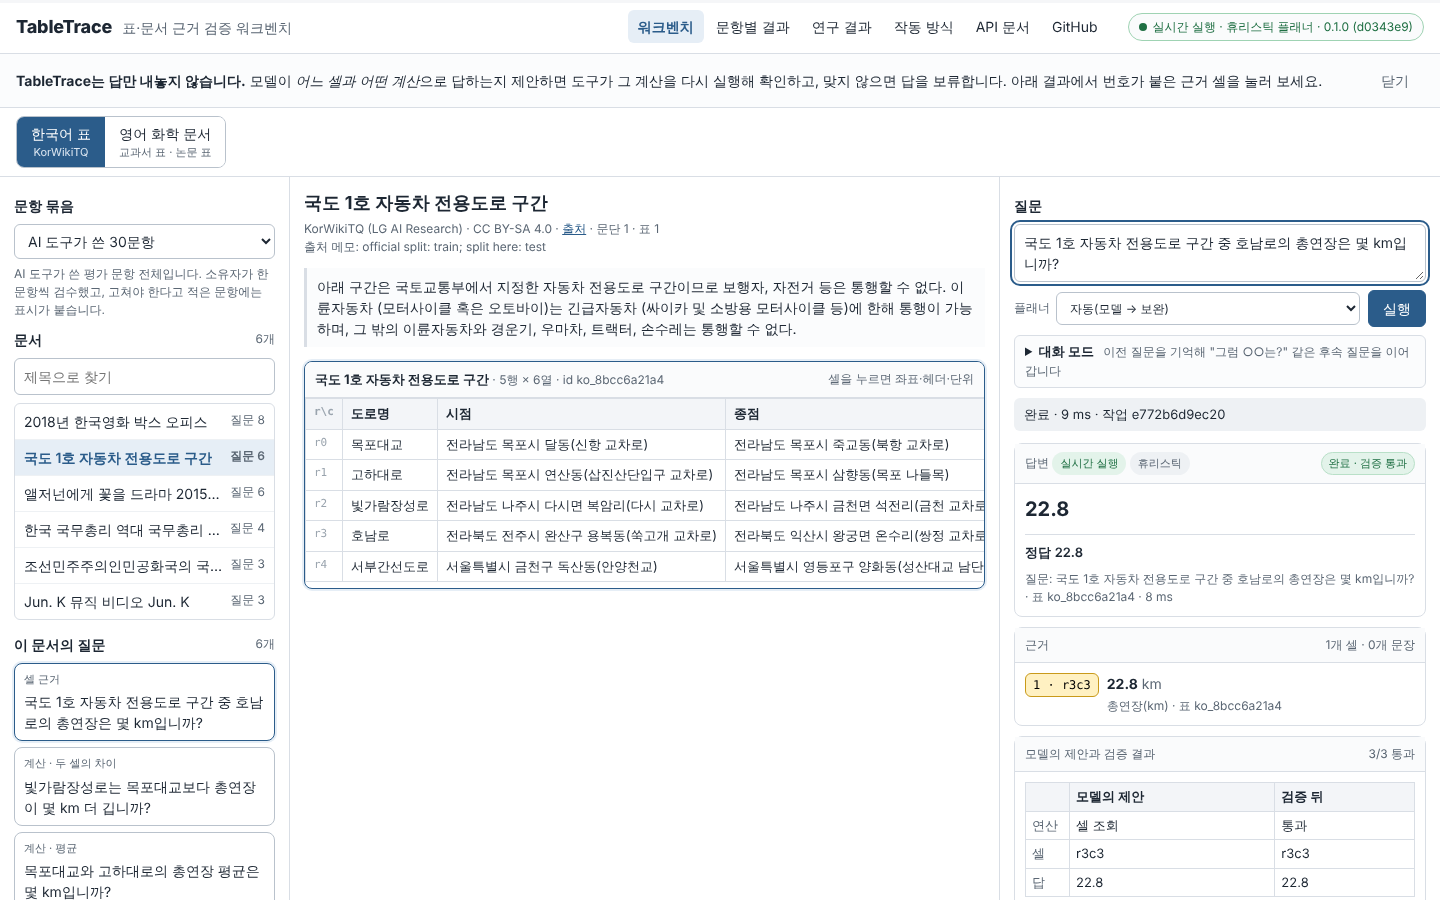 TableTrace 표·문서 근거 검증 워크벤치 워크벤치 문항별 결과 연구 결과 작동 방식 API 문서 GitHub 실시간 실행 · 휴리스틱 플래너 · 0.1.0 (d0343e9)
TableTrace는 답만 내놓지 않습니다. 모델이 어느 셀과 어떤 계산으로 답하는지 제안하면 도구가 그 계산을 다시 실행해 확인하고, 맞지 않으면 답을 보류합니다. 아래 결과에서 번호가 붙은 근거 셀을 눌러 보세요. 닫기
한국어 표 영어 화학 문서
KorWikiTQ 교과서 표 · 논문 표
문항 묶음
AI 도구가 쓴 30문항
AI 도구가 쓴 평가 문항 전체입니다. 소유자가 한
문항씩 검수했고, 고쳐야 한다고 적은 문항에는
표시가 붙습니다.
문서 6개
제목으로 찾기
2018년 한국영화 박스 오피스 질문 8
국도 1호 자동차 전용도로 구간 질문 6
앨저넌에게 꽃을 드라마 2015... 질문 6
한국 국무총리 역대 국무총리 ... 질문 4
조선민주주의인민공화국의 국... 질문 3
Jun. K 뮤직 비디오 Jun. K 질문 3
이 문서의 질문 6개
셀 근거
국도 1호 자동차 전용도로 구간 중 호남
로의 총연장은 몇 km입니까?
계산 · 두 셀의 차이
빛가람장성로는 목포대교보다 총연장
이 몇 km 더 깁니까?
계산 · 평균
목포대교와 고하대로의 총연장 평균은
몇 km입니까?
국도 1호 자동차 전용도로 구간
KorWikiTQ (LG AI Research) · CC BY-SA 4.0 · 출처 · 문단 1 · 표 1
출처 메모: official split: train; split here: test
아래 구간은 국토교통부에서 지정한 자동차 전용도로 구간이므로 보행자, 자전거 등은 통행할 수 없다. 이
륜자동차 (모터사이클 혹은 오토바이)는 긴급자동차 (싸이카 및 소방용 모터사이클 등)에 한해 통행이 가능
하며, 그 밖의 이륜자동차와 경운기, 우마차, 트랙터, 손수레는 통행할 수 없다.
국도 1호 자동차 전용도로 구간 · 5행 × 6열 · id ko_8bcc6a21a4 셀을 누르면 좌표·헤더·단위
r\c 도로명 시점 종점
r0 목포대교 전라남도 목포시 달동(신항 교차로) 전라남도 목포시 죽교동(북항 교차로)
r1 고하대로 전라남도 목포시 연산동(삽진산단입구 교차로) 전라남도 목포시 삼향동(목포 나들목)
r2 빛가람장성로 전라남도 나주시 다시면 복암리(다시 교차로) 전라남도 나주시 금천면 석전리(금천 교차로
r3 호남로 전라북도 전주시 완산구 용복동(쑥고개 교차로) 전라북도 익산시 왕궁면 온수리(쌍정 교차로
r4 서부간선도로 서울특별시 금천구 독산동(안양천교) 서울특별시 영등포구 양화동(성산대교 남단
질문
국도 1호 자동차 전용도로 구간 중 호남로의 총연장은 몇 km입
니까?
플래너 자동(모델 → 보완) 실행
▶ 대화 모드 이전 질문을 기억해 "그럼 ○○는?" 같은 후속 질문을 이어
갑니다
완료 · 9 ms · 작업 e772b6d9ec20
답변 실시간 실행 휴리스틱 완료 · 검증 통과
22.8
정답 22.8
질문: 국도 1호 자동차 전용도로 구간 중 호남로의 총연장은 몇 km입니까?
· 표 ko_8bcc6a21a4 · 8 ms
근거 1개 셀 · 0개 문장
1 · r3c3 22.8 km
총연장(km) · 표 ko_8bcc6a21a4
모델의 제안과 검증 결과 3/3 통과
모델의 제안 검증 뒤
연산 셀 조회 통과
셀 r3c3 r3c3
답 22.8 22.8